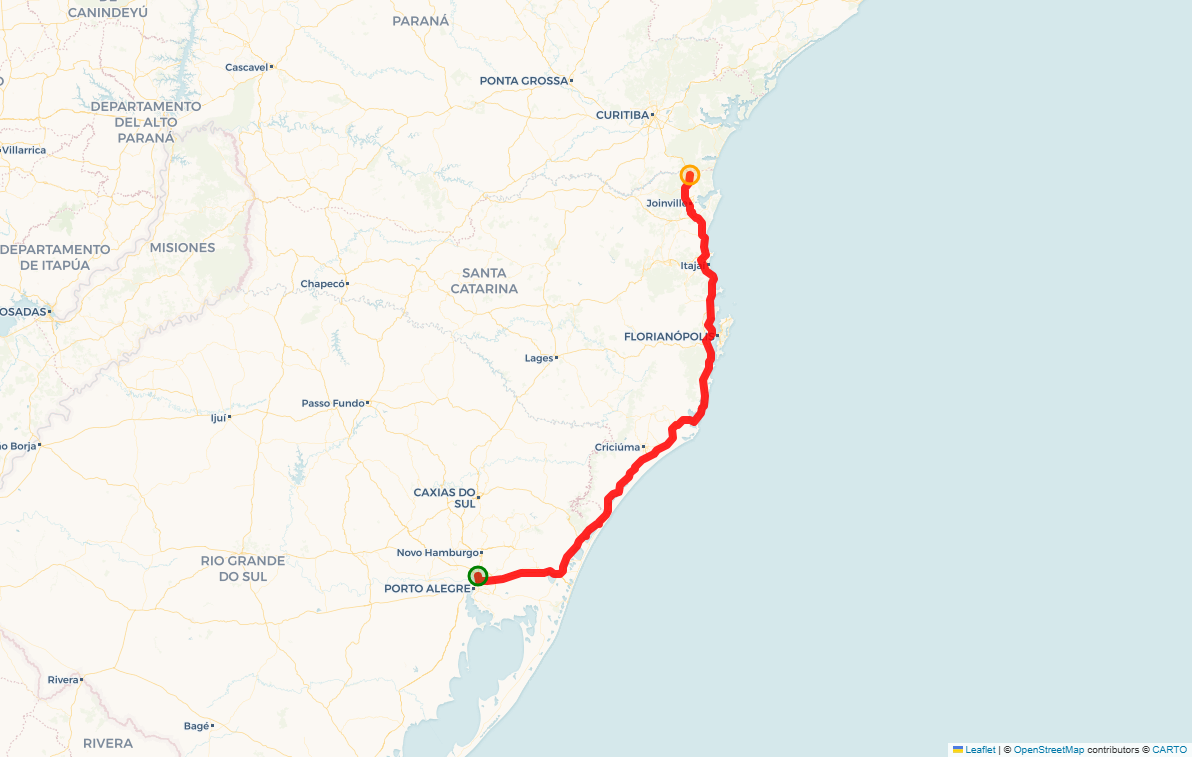 DE
CANINDEYÚ
PARANÁ
Cascavel
PONTA GROSSA
DEPARTAMENTO
DEL ALTO
PARANÁ
CURITIBA
Villarrica
Joinville
DEPARTAMENTO
DE ITAPÚA
MISIONES
Itajaí
SANTA
CATARINA
Chapecó
OSADAS
FLORIANÓPOLIS
Lages
Passo Fundo
Ijuí
o Borja
Criciúma
CAXIAS DO
SUL
Novo Hamburgo
RIO GRANDE
DO SUL
PORTO ALEGRE
Rivera
Bagé
RIVERA
Leaflet | © OpenStreetMap contributors © CARTO